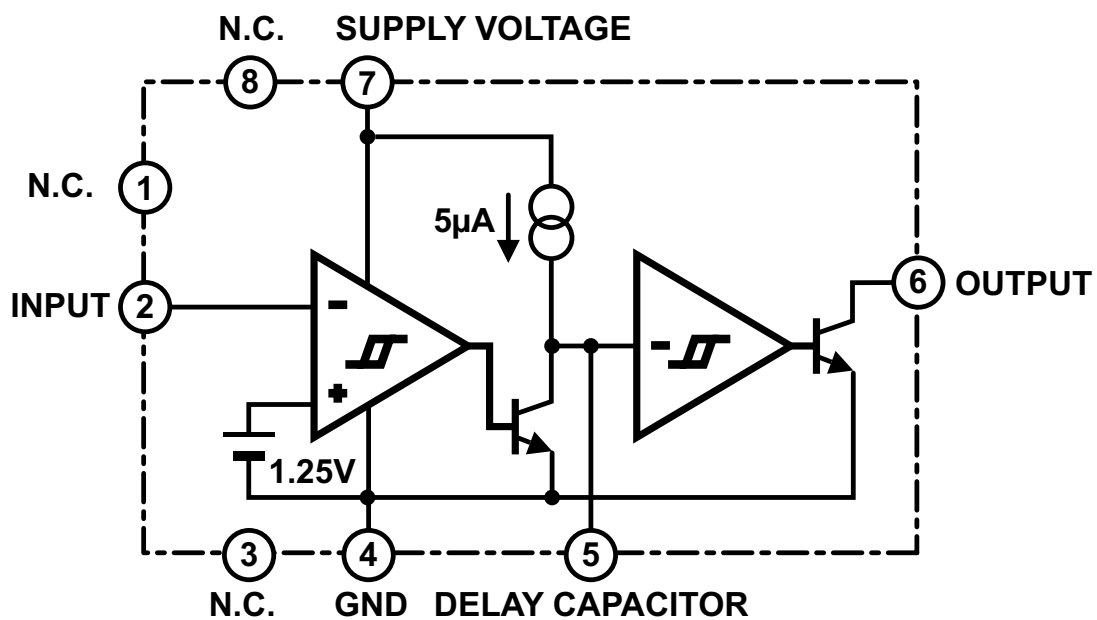 N.C. SUPPLY VOLTAGE
8 7
N.C. 1
5µA
INPUT 2
-
-
6 OUTPUT
+
1.25V
3 4 5
N.C. GND DELAY CAPACITOR